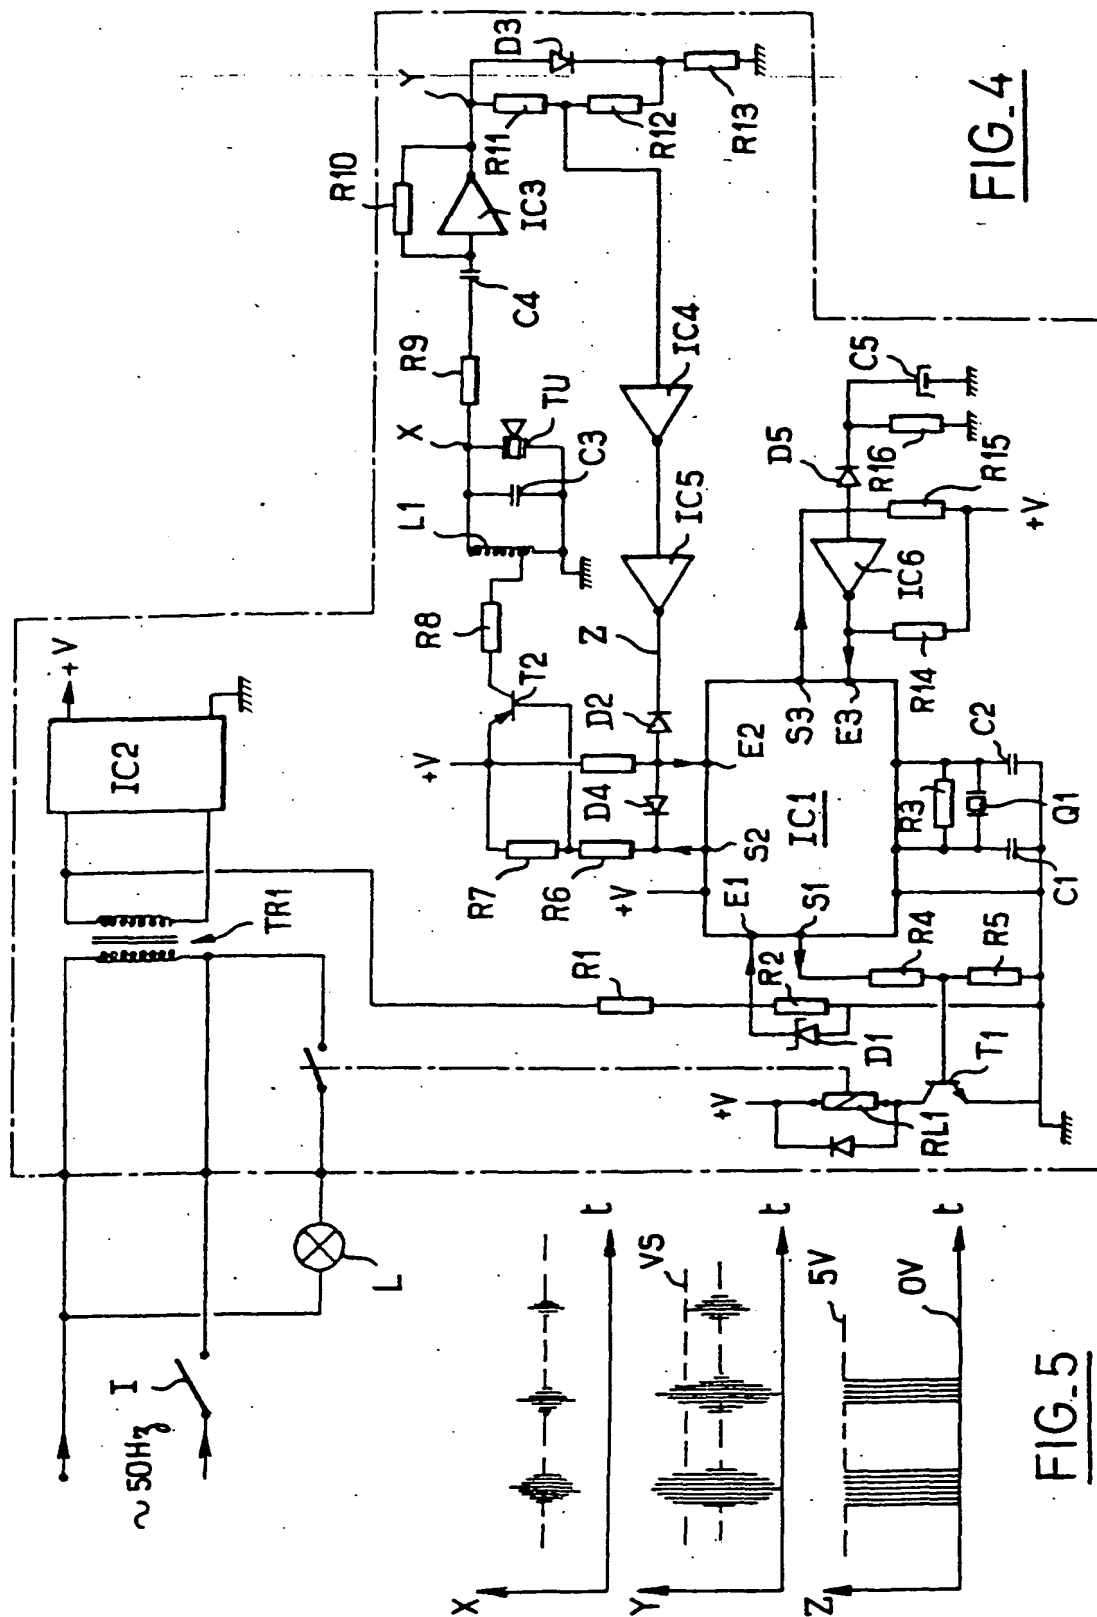 ~50Hz
I
L
TR1
IC2
+V
+V
R7
R6
+V
T2
R8
L1
C3
TU
X
R9
C4
R10
IC3
Y
R11
R12
D3
R13
IC4
IC5
Z
D2
D4
E2
S2
E1
S1
IC1
S3
E3
R1
R2
D1
+V
RL1
T1
R4
R5
C1
Q1
R3
C2
R14
IC6
D5
R16
R15
+V
C5
FIG_4
X
t
Y
VS
t
Z
5V
0V
t
FIG_5